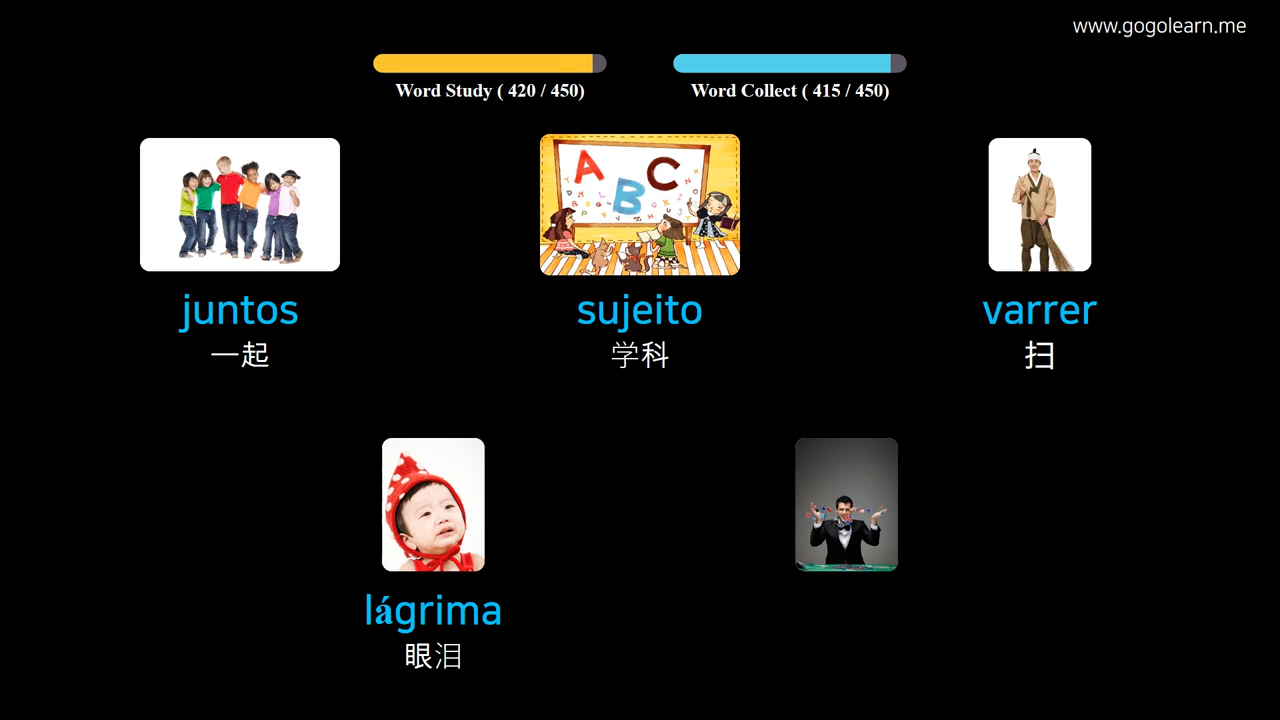 www.gogolearn.me
Word Study ( 420 / 450)
Word Collect ( 415 / 450)
A B C
juntos
sujeito
varrer
一起
学科
扫
lágrima
眼泪